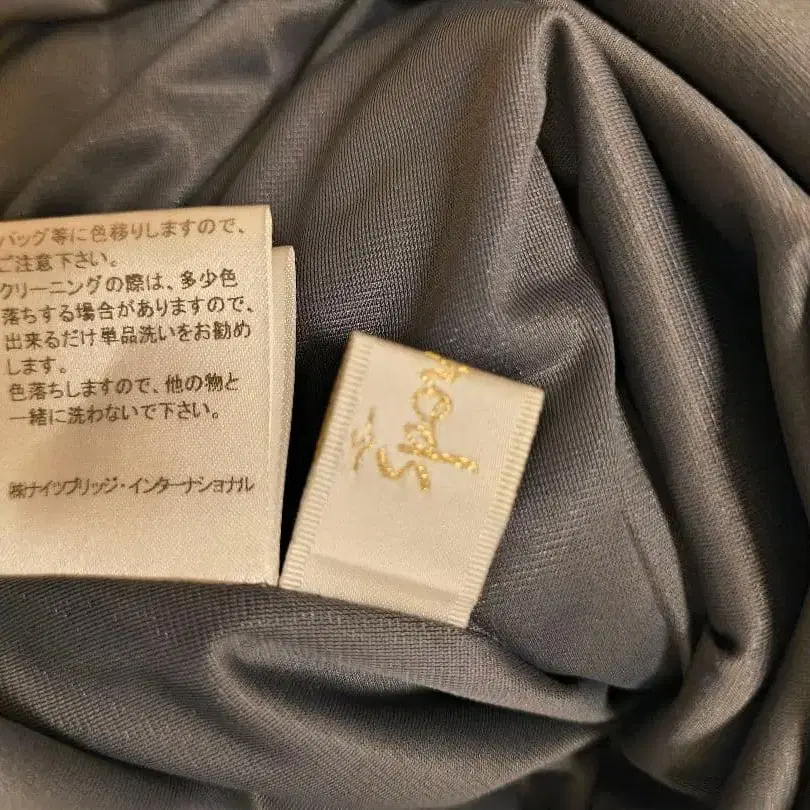 バッグ等に色移りしますので、
ご注意下さい。
クリーニングの際は、多少色
落ちする場合がありますので、
出来るだけ単品洗いをお勧め
します。
色落ちしますので、他の物と
一緒に洗わないで下さい。
㈱ナイツブリッジ・インターナショナル